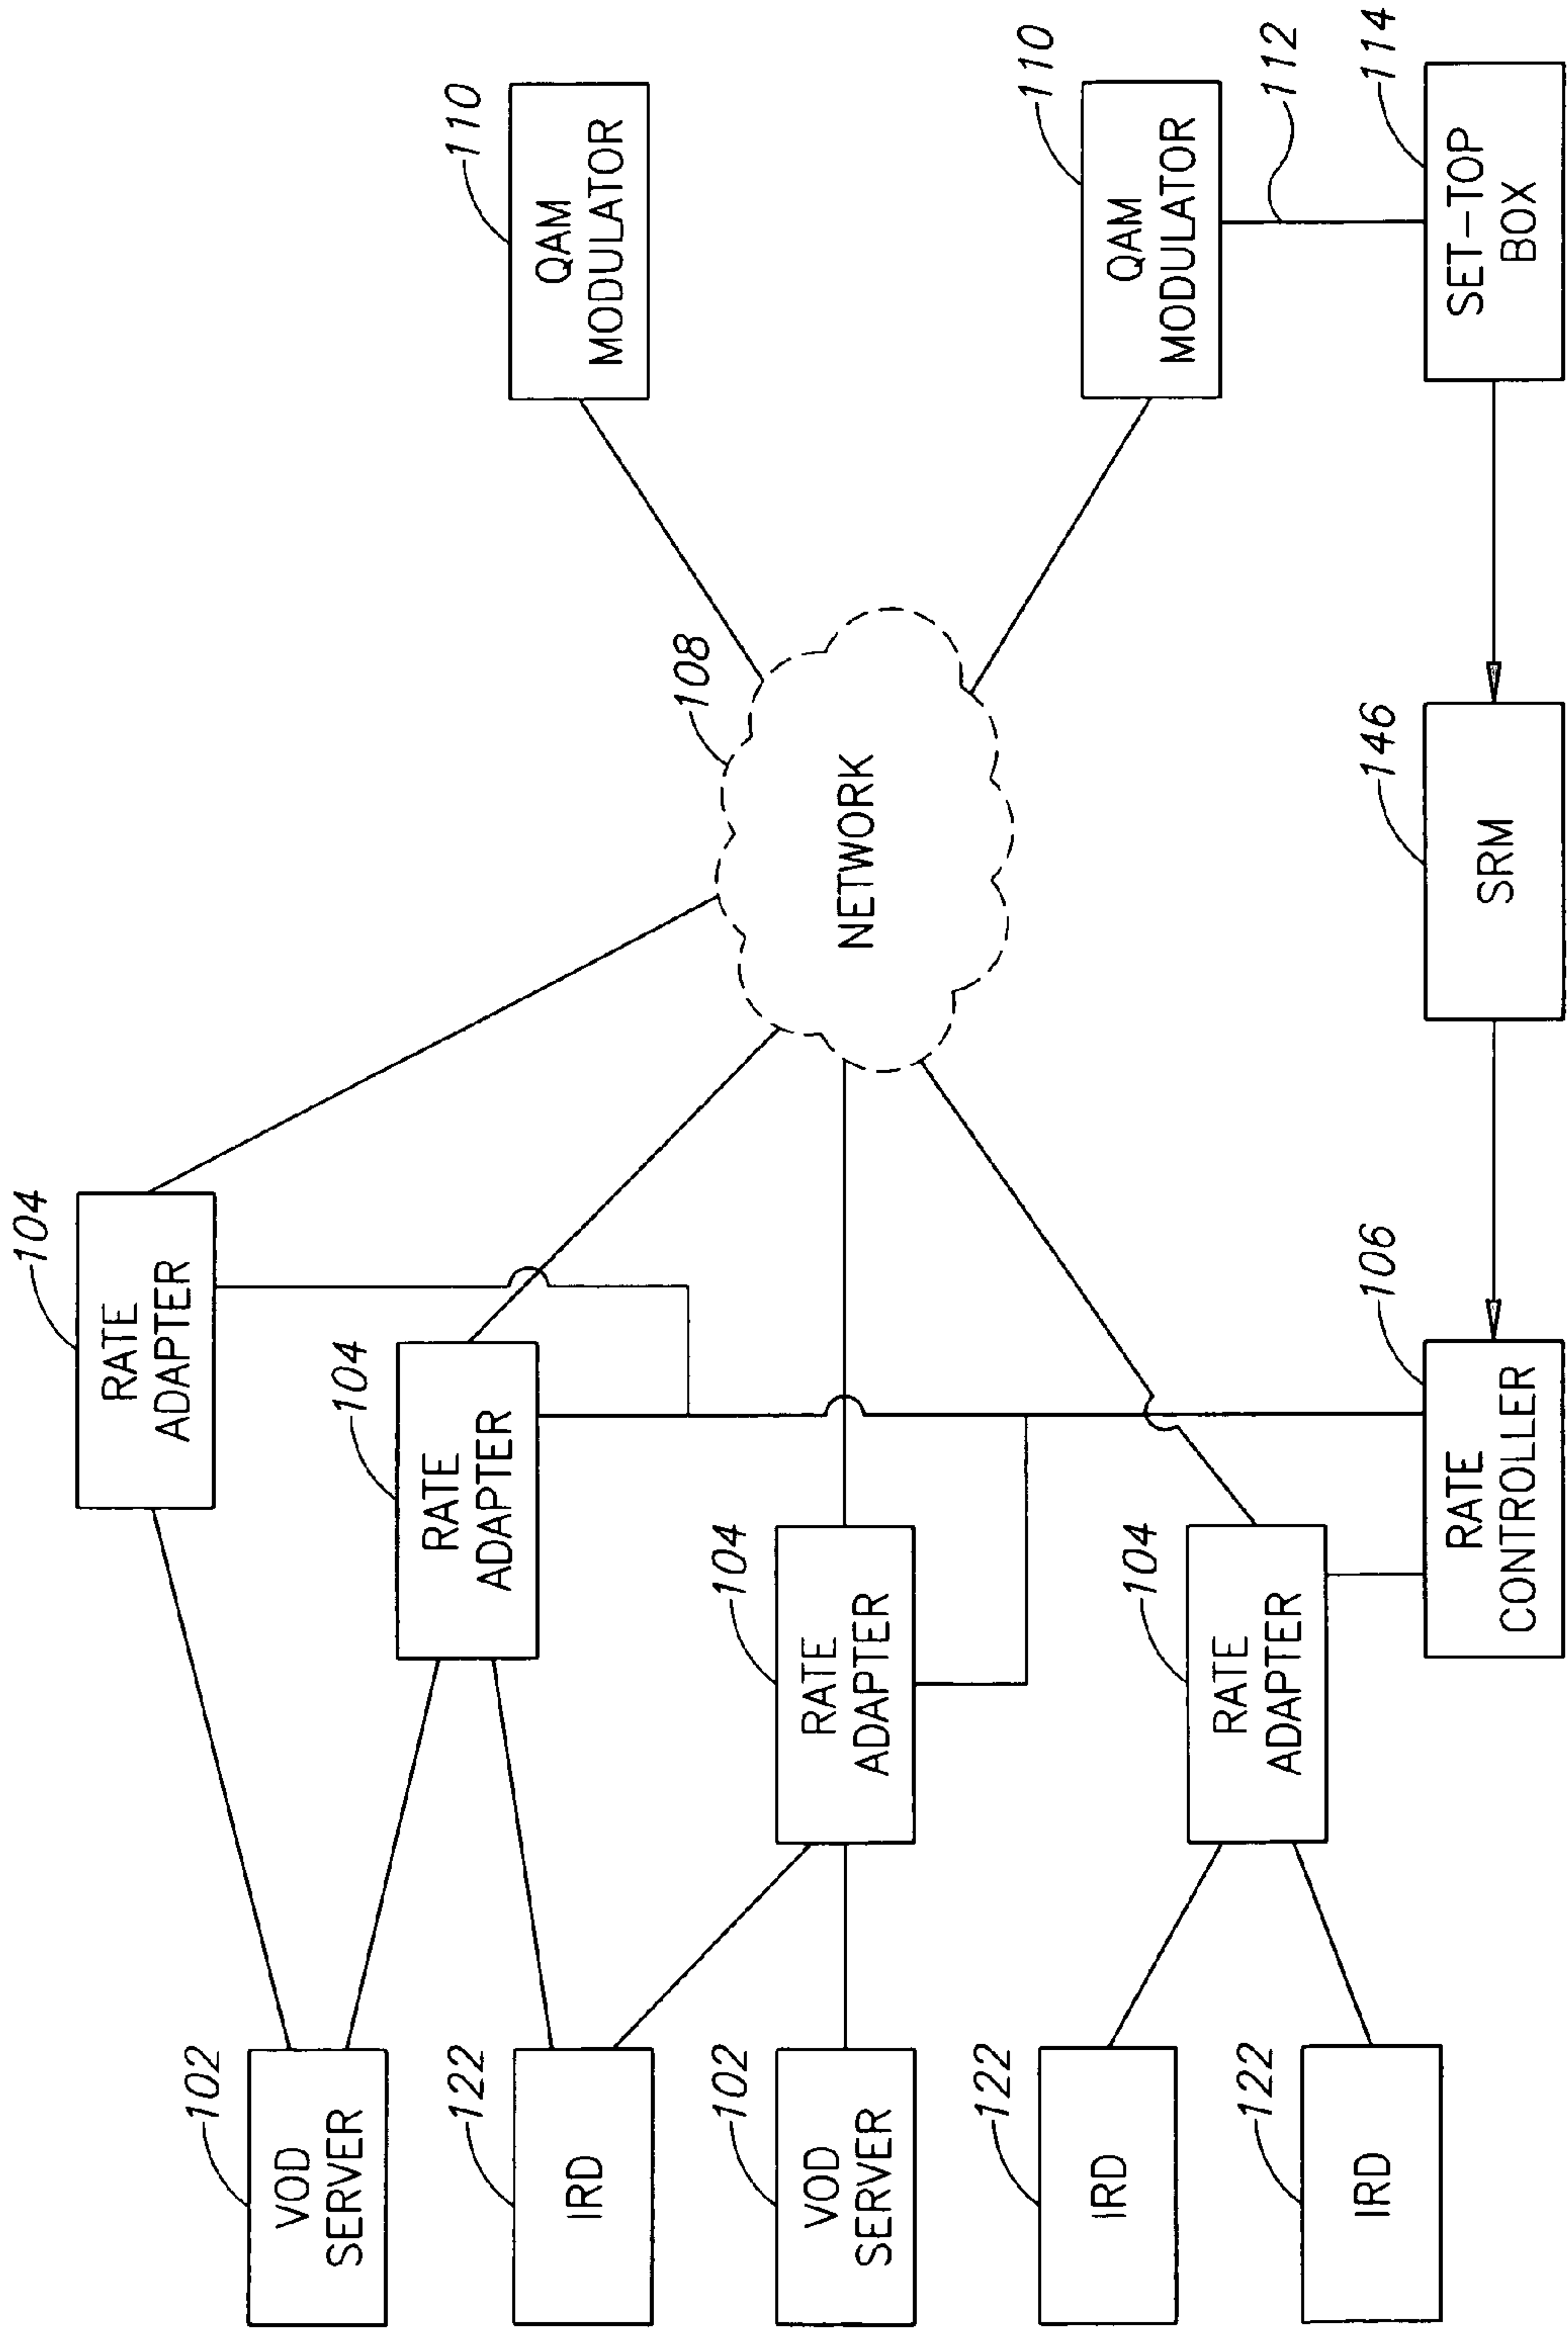 104
RATE
ADAPTER
110
QAM
MODULATOR
102
VOD
SERVER
104
RATE
ADAPTER
108
NETWORK
122
IRD
104
RATE
ADAPTER
102
VOD
SERVER
110
QAM
MODULATOR
112
104
RATE
ADAPTER
122
IRD
122
IRD
106
RATE
CONTROLLER
146
SRM
114
SET-TOP
BOX